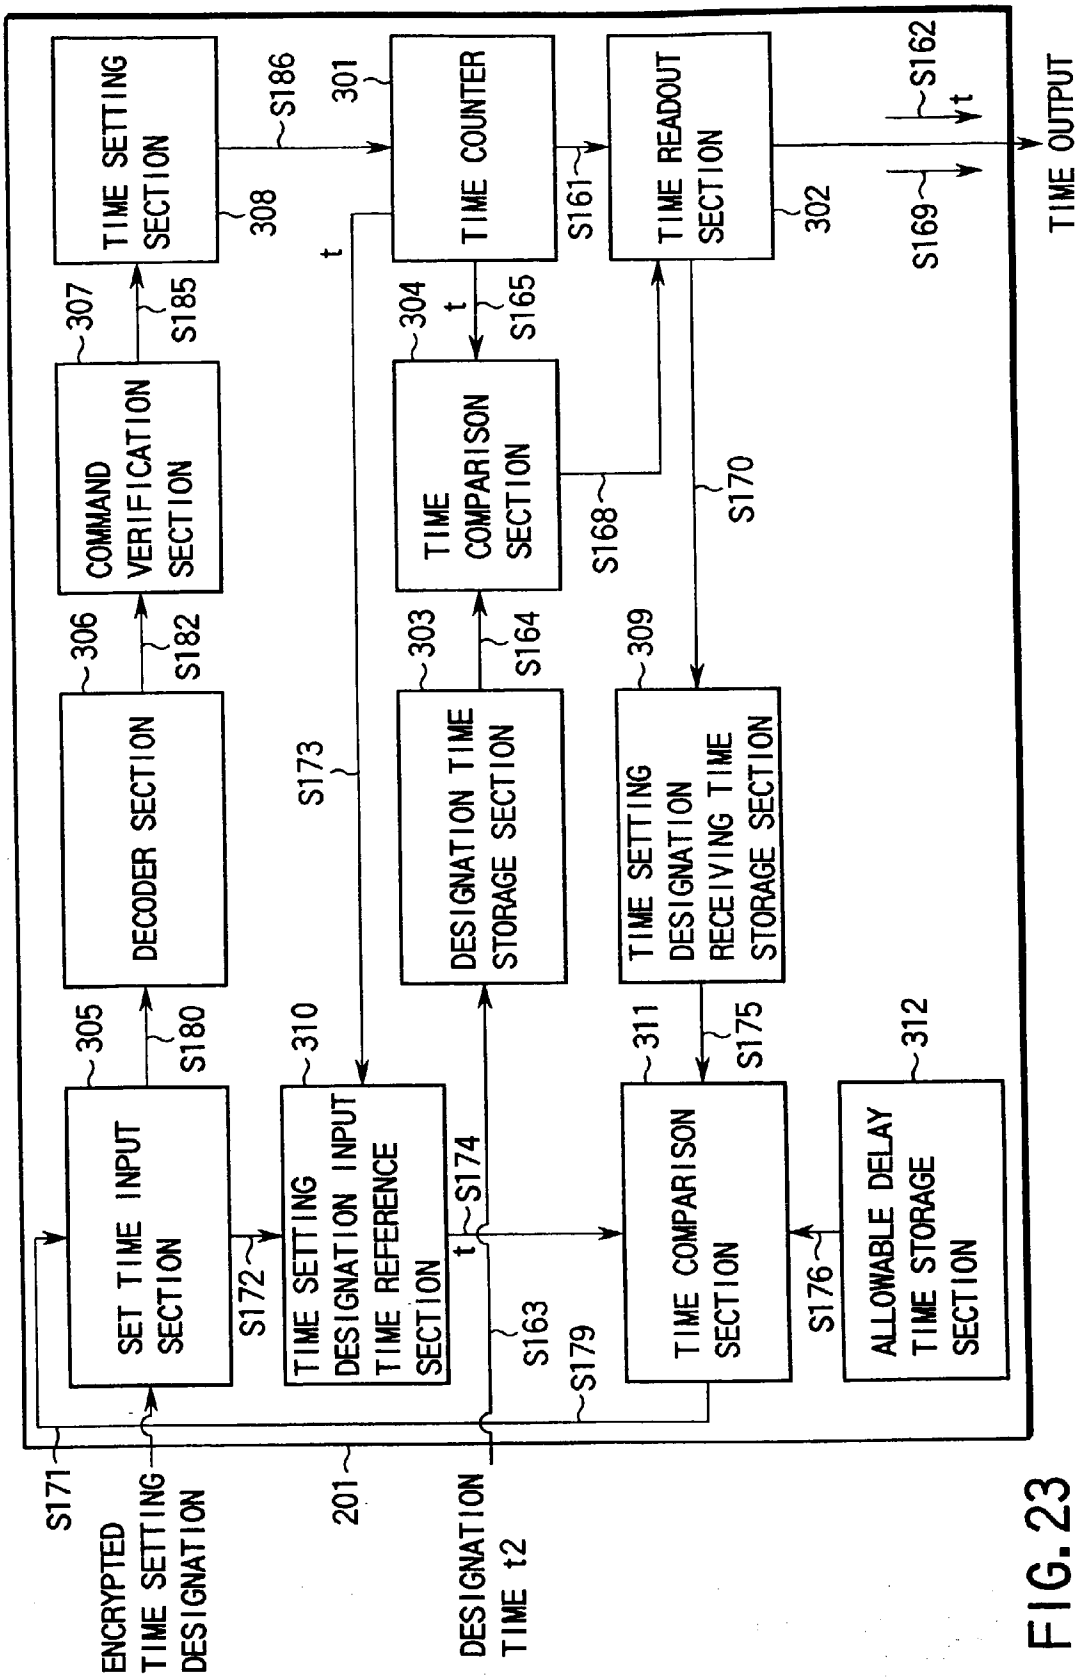 ENCRYPTED
TIME SETTING
DESIGNATION
S171
305
SET TIME INPUT
SECTION
S180
306
DECODER SECTION
S182
307
COMMAND
VERIFICATION
SECTION
S185
TIME SETTING
SECTION
308
S186
S172
310
TIME SETTING
DESIGNATION INPUT
TIME REFERENCE
SECTION
S173
t
301
TIME COUNTER
201
DESIGNATION
TIME t2
S163
t
S174
303
DESIGNATION TIME
STORAGE SECTION
S164
304
TIME
COMPARISON
SECTION
t
S165
S161
S168
S179
311
TIME COMPARISON
SECTION
S175
309
TIME SETTING
DESIGNATION
RECEIVING TIME
STORAGE SECTION
S170
TIME READOUT
SECTION
302
S176
312
ALLOWABLE DELAY
TIME STORAGE
SECTION
S169
S162
t
TIME OUTPUT
FIG. 23